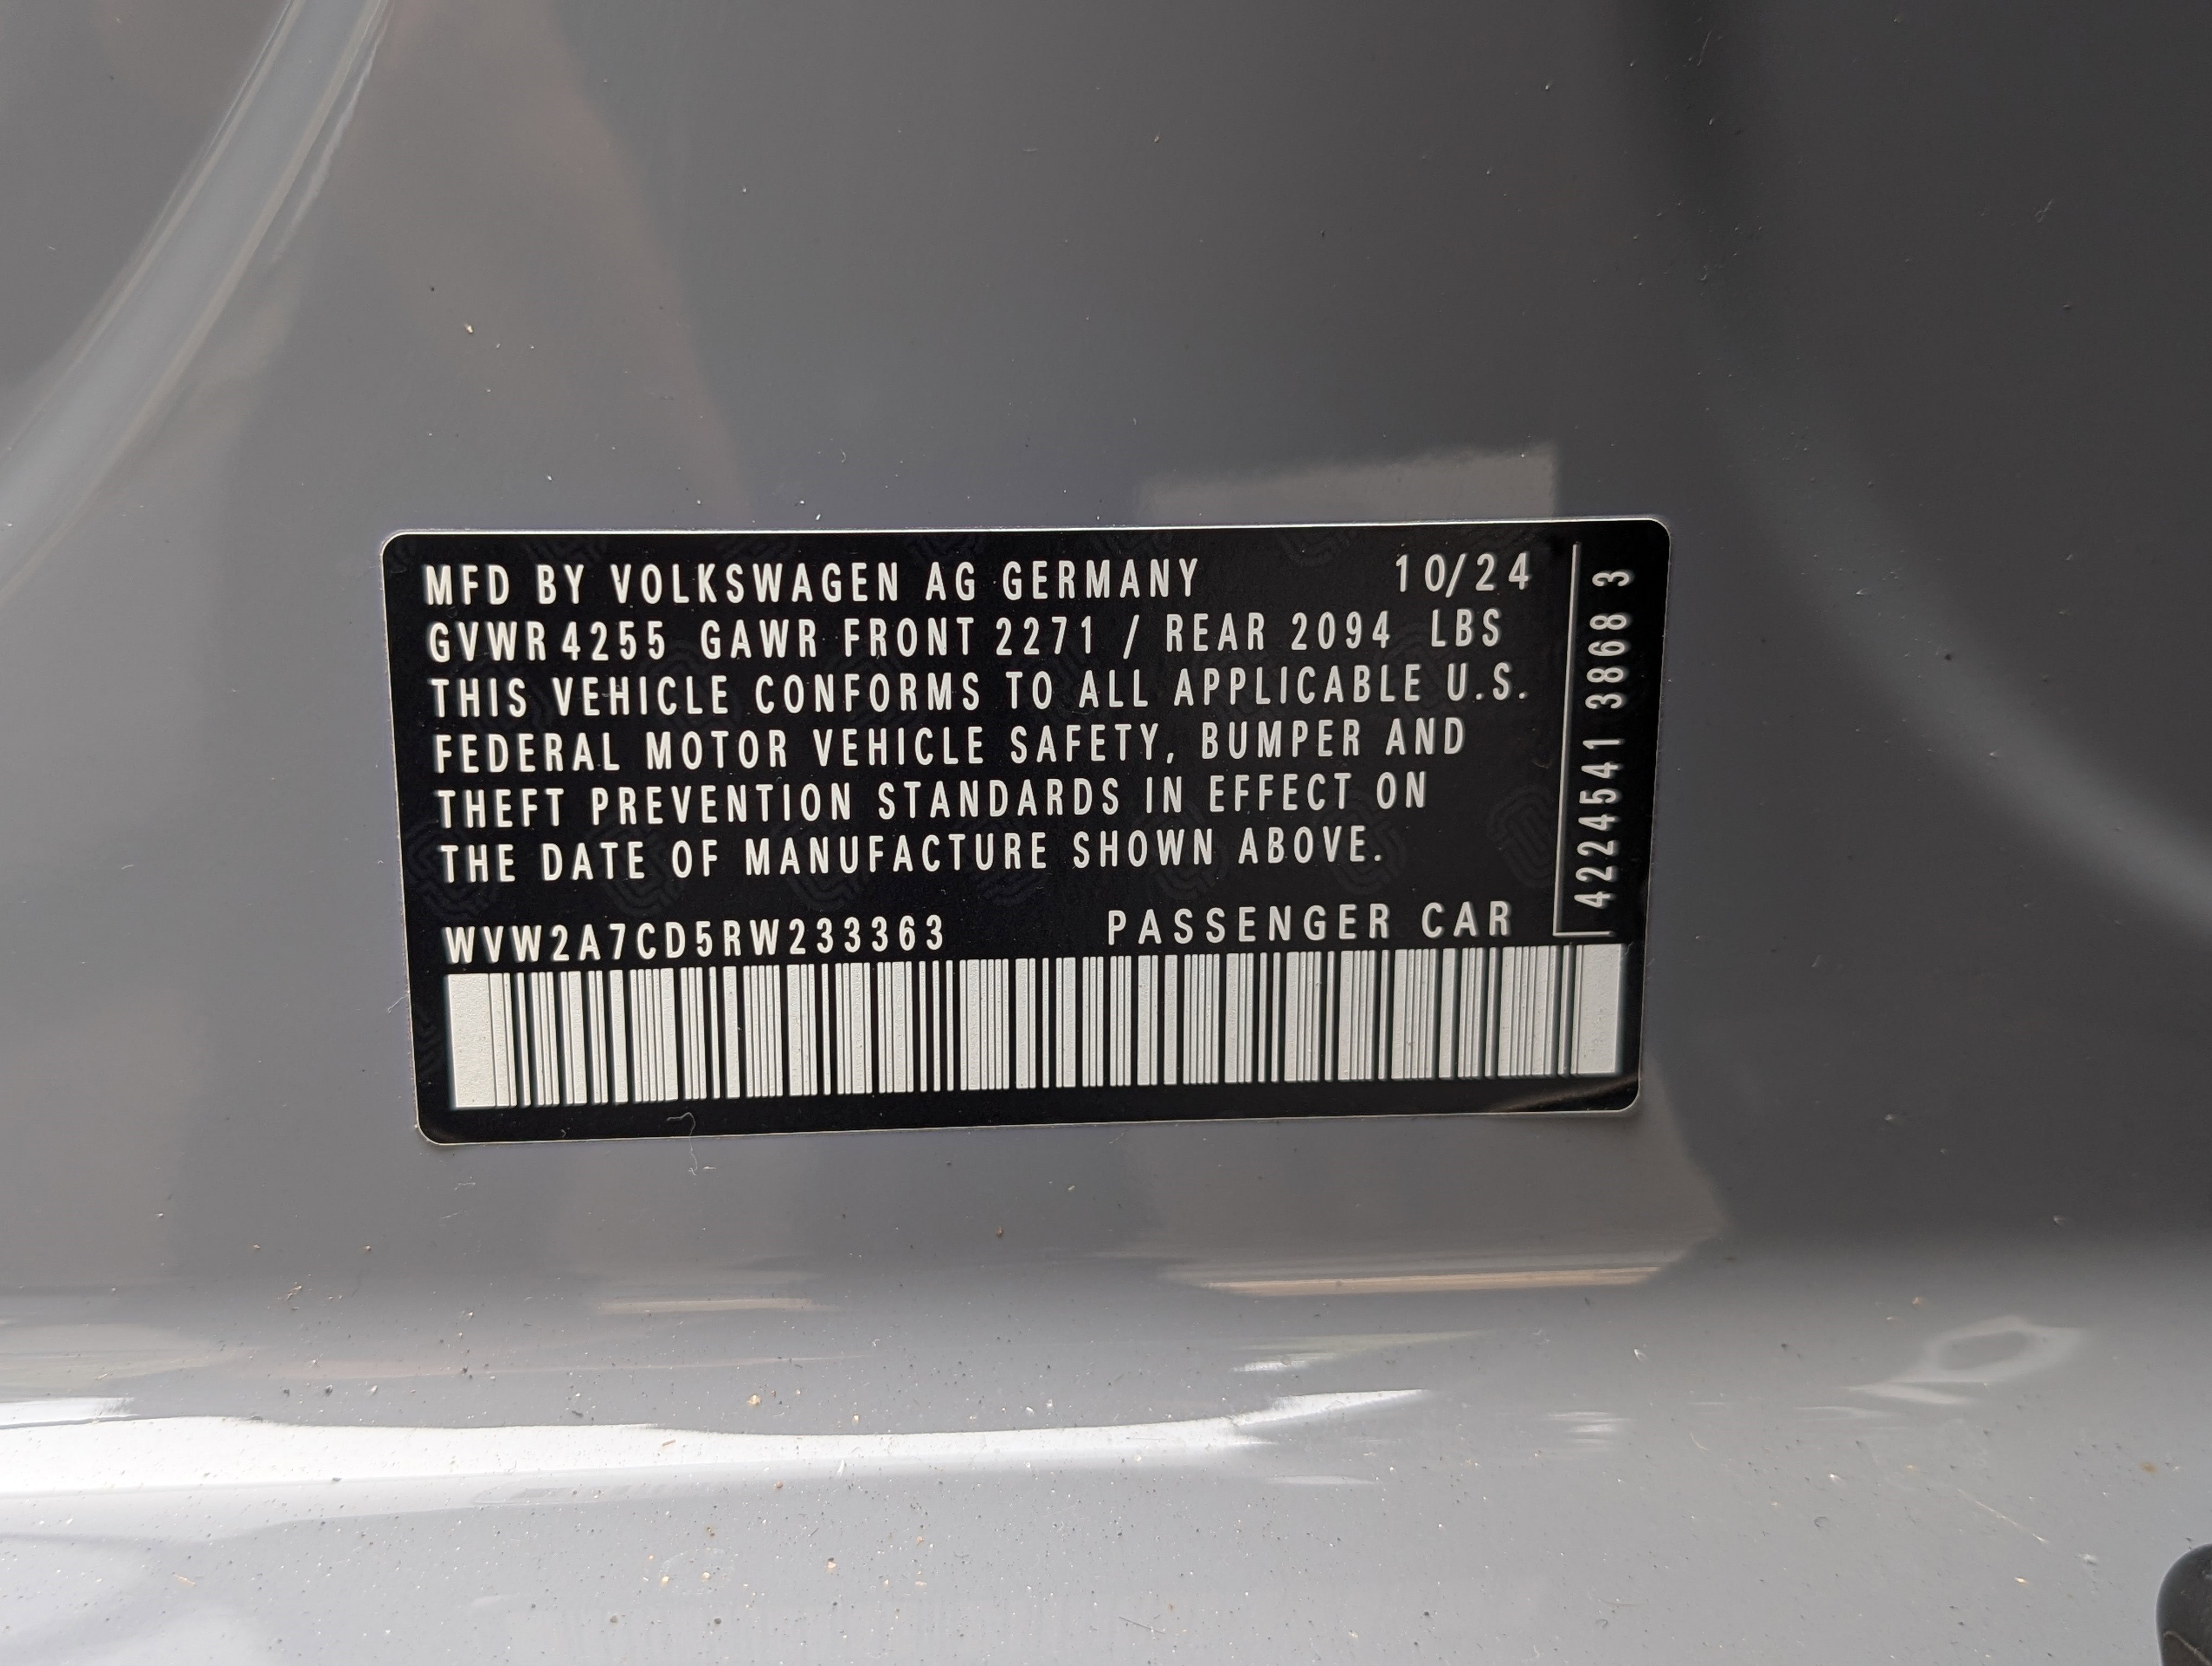 MFD BY VOLKSWAGEN AG GERMANY 10/24
GVWR 4255 GAWR FRONT 2271 / REAR 2094 LBS
THIS VEHICLE CONFORMS TO ALL APPLICABLE U.S.
FEDERAL MOTOR VEHICLE SAFETY, BUMPER AND
THEFT PREVENTION STANDARDS IN EFFECT ON
THE DATE OF MANUFACTURE SHOWN ABOVE.
WVW2A7CD5RW233363 PASSENGER CAR
4224541 3868 3